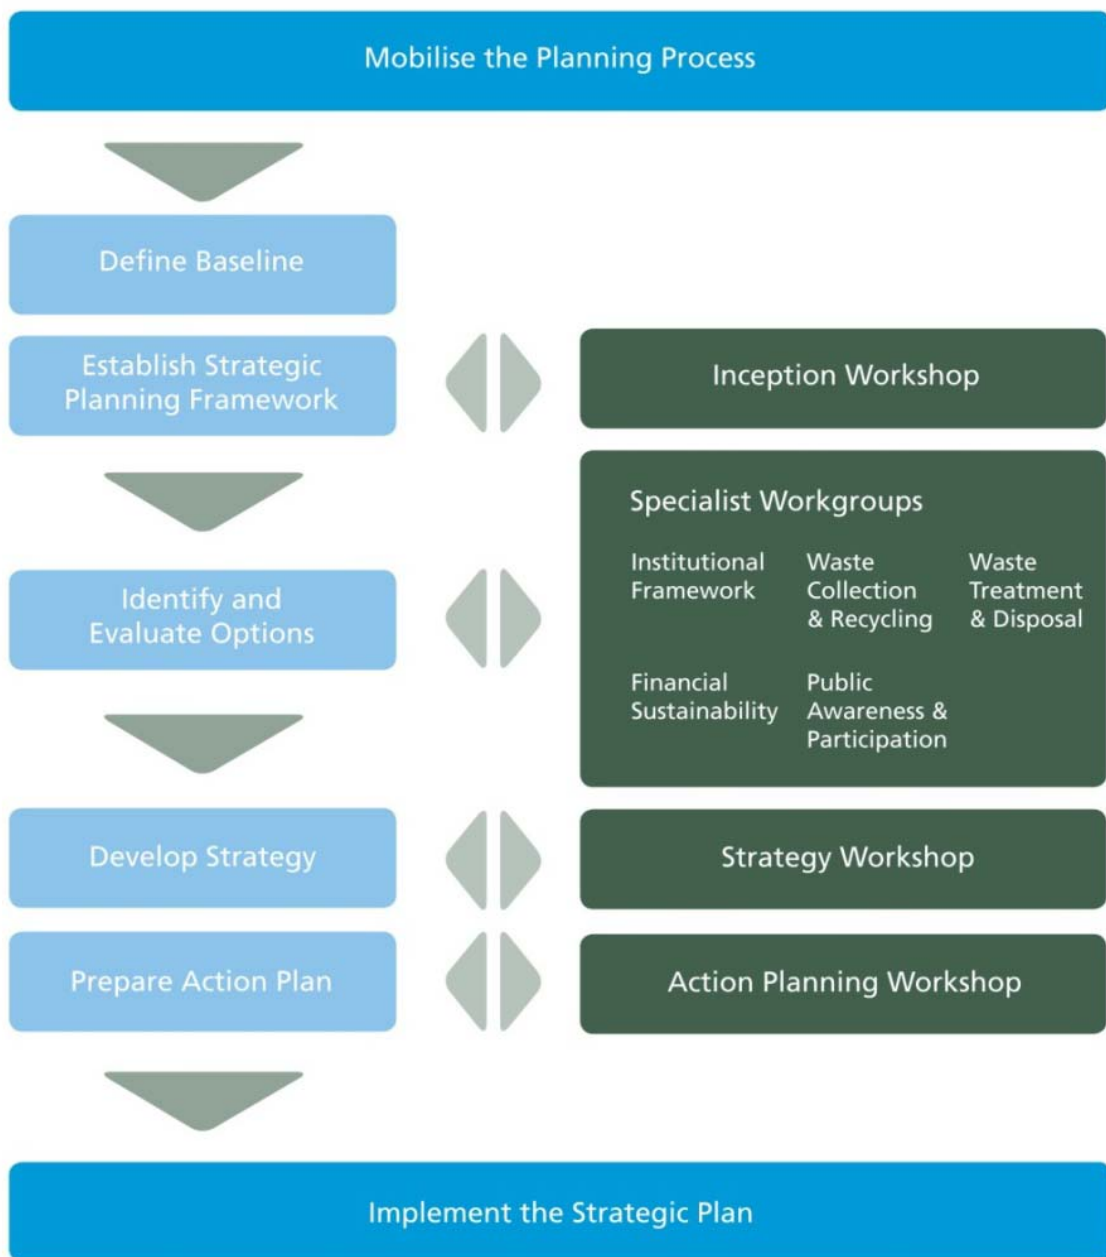 Mobilise the Planning Process
Define Baseline
Establish Strategic
Planning Framework
Inception Workshop
Specialist Workgroups
Institutional
Framework
Waste
Collection
& Recycling
Waste
Treatment
& Disposal
Financial
Sustainability
Public
Awareness &
Participation
Identify and
Evaluate Options
Develop Strategy
Strategy Workshop
Prepare Action Plan
Action Planning Workshop
Implement the Strategic Plan